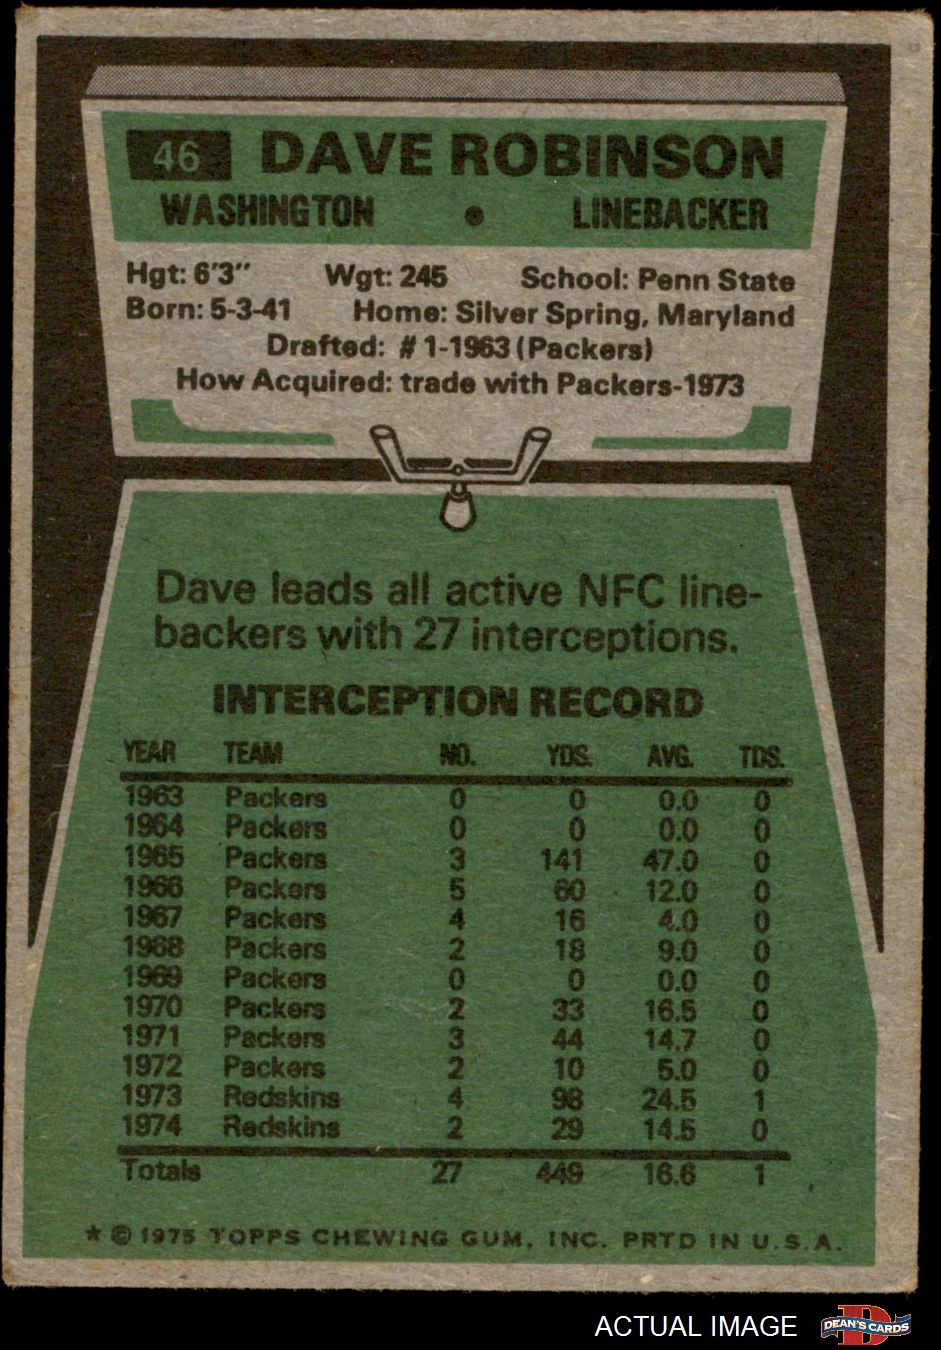 46 DAVE ROBINSON
WASHINGTON • LINEBACKER
Hgt: 6'3" Wgt: 245 School: Penn State
Born: 5-3-41 Home: Silver Spring, Maryland
Drafted: #1-1963 (Packers)
How Acquired: trade with Packers-1973
Dave leads all active NFC line-
backers with 27 interceptions.
INTERCEPTION RECORD
YEAR TEAM NO. YDS. AVG. TDS.
1963 Packers 0 0 0.0 0
1964 Packers 0 0 0.0 0
1965 Packers 3 141 47.0 0
1966 Packers 5 60 12.0 0
1967 Packers 4 16 4.0 0
1968 Packers 2 18 9.0 0
1969 Packers 0 0 0.0 0
1970 Packers 2 33 16.5 0
1971 Packers 3 44 14.7 0
1972 Packers 2 10 5.0 0
1973 Redskins 4 98 24.5 1
1974 Redskins 2 29 14.5 0
Totals 27 449 16.6 1
* © 1975 TOPPS CHEWING GUM, INC. PRTD IN U.S.A.
ACTUAL IMAGE D DEAN'S CARDS